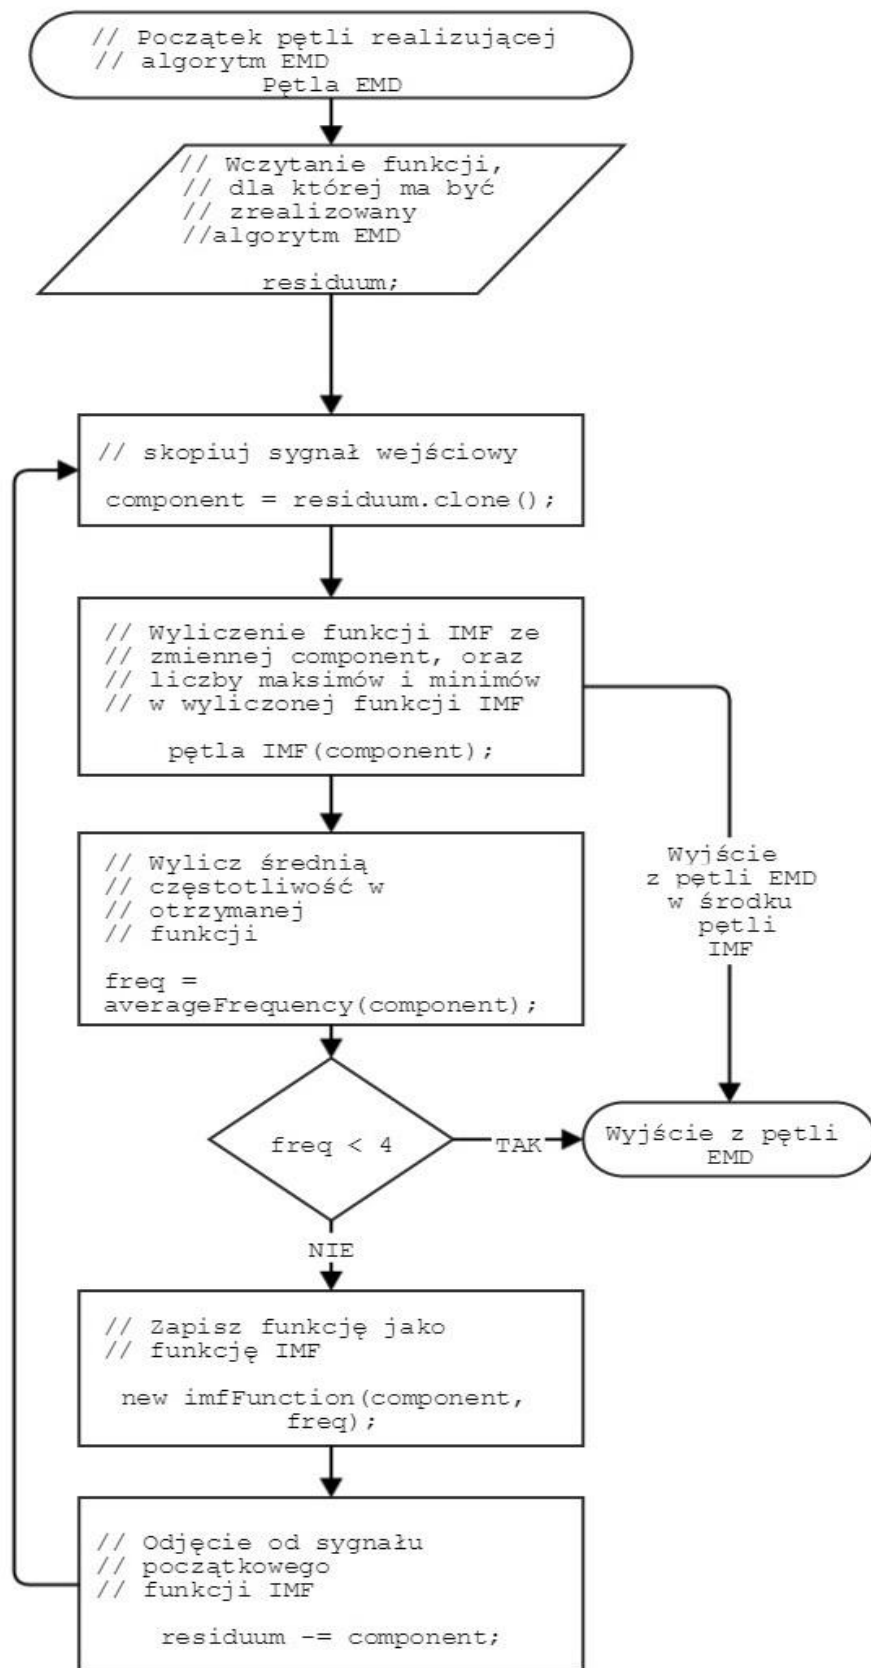 // Początek pętli realizującej
// algorytm EMD
Pętla EMD
// Wczytanie funkcji,
// dla której ma być
// zrealizowany
//algorytm EMD
residuum;
// skopiuj sygnał wejściowy
component = residuum.clone();
// Wyliczenie funkcji IMF ze
// zmiennej component, oraz
// liczby maksimów i minimów
// w wyliczonej funkcji IMF
pętla IMF(component);
// Wylicz średnią
// częstotliwość w
// otrzymanej
// funkcji
freq =
averageFrequency(component);
Wyjście
z pętli EMD
w środku
pętli
IMF
freq < 4
TAK
Wyjście z pętli
EMD
NIE
// Zapisz funkcję jako
// funkcję IMF
new imfFunction(component,
freq);
// Odjęcie od sygnału
// początkowego
// funkcji IMF
residuum -= component;